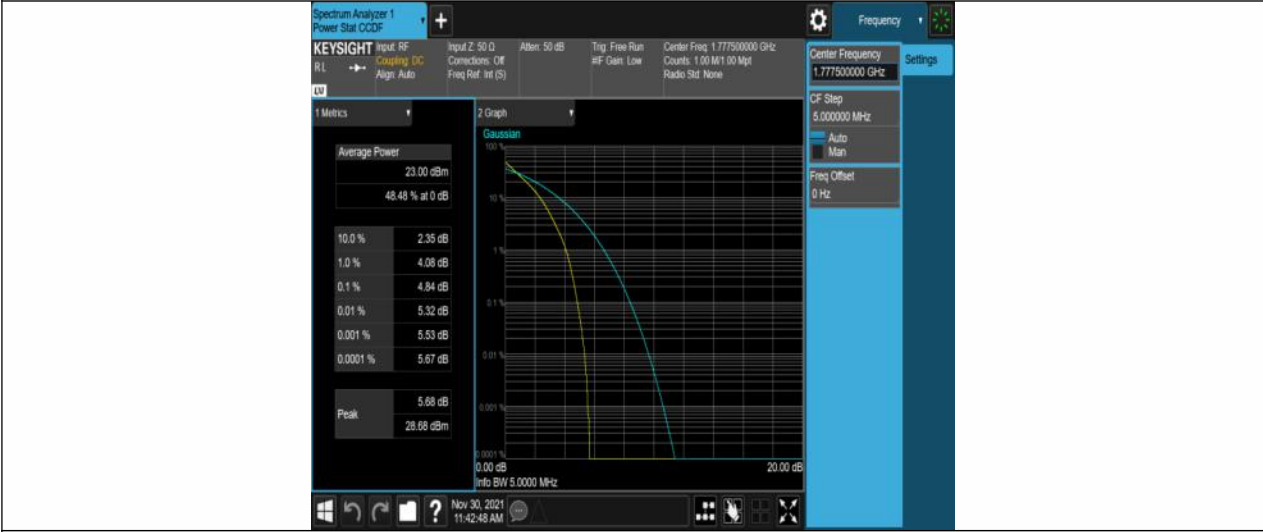 Spectrum Analyzer 1
Power Stat CCDF
+
Frequency
KEYSIGHT
RL
LXI
Input: RF
Coupling: DC
Align: Auto
Input Z: 50 Ω
Corrections: Off
Freq Ref: Int (S)
Atten: 50 dB
Trig: Free Run
#IF Gain: Low
Center Freq: 1.777500000 GHz
Counts: 1.00 M/1.00 Mpt
Radio Std: None
Center Frequency
1.777500000 GHz
Settings
CF Step
5.000000 MHz
Auto
Man
Freq Offset
0 Hz
1 Metrics
Average Power
23.00 dBm
48.48 % at 0 dB
10.0 % 2.35 dB
1.0 % 4.08 dB
0.1 % 4.84 dB
0.01 % 5.32 dB
0.001 % 5.53 dB
0.0001 % 5.67 dB
Peak
5.68 dB
28.68 dBm
2 Graph
Gaussian
100 %
10 %
1 %
0.1 %
0.01 %
0.001 %
0.0001 %
0.00 dB 20.00 dB
Info BW 5.0000 MHz
?
Nov 30, 2021
11:42:48 AM